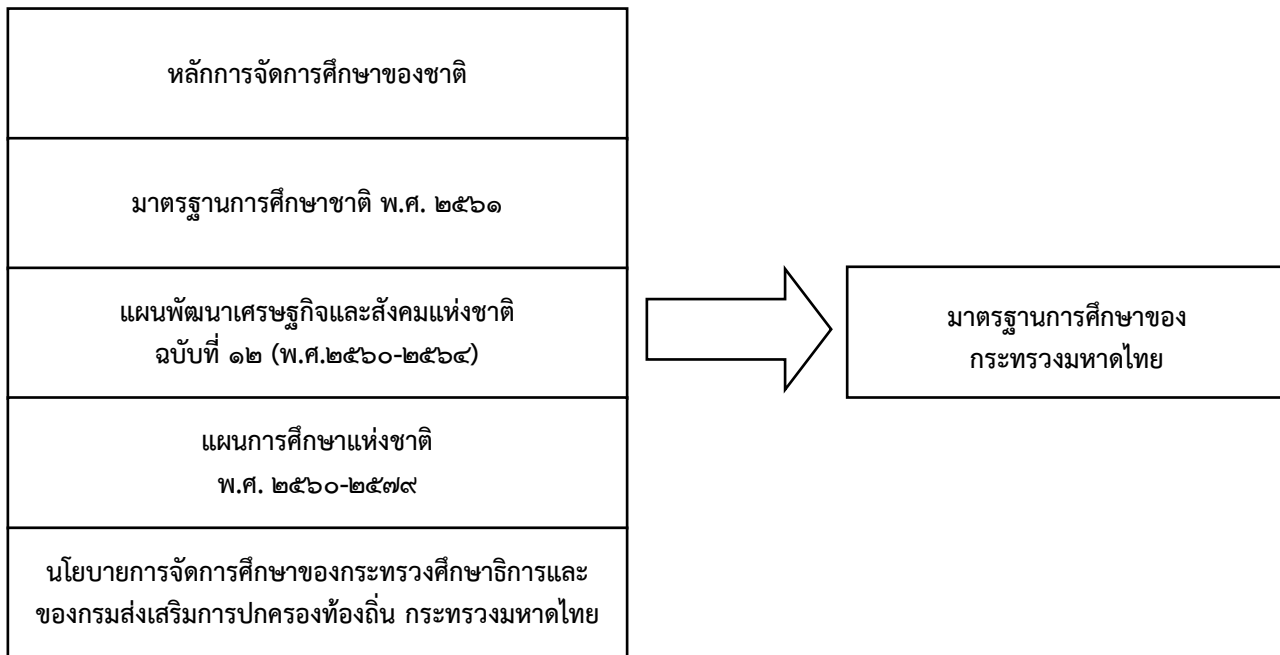 หลักการจัดการศึกษาของชาติ
มาตรฐานการศึกษาชาติ พ.ศ. ๒๕๖๑
แผนพัฒนาเศรษฐกิจและสังคมแห่งชาติ
ฉบับที่ ๑๒ (พ.ศ.๒๕๖๐-๒๕๖๔)
แผนการศึกษาแห่งชาติ
พ.ศ. ๒๕๖๐-๒๕๗๙
นโยบายการจัดการศึกษาของกระทรวงศึกษาธิการและ
ของกรมส่งเสริมการปกครองท้องถิ่น กระทรวงมหาดไทย
มาตรฐานการศึกษาของ
กระทรวงมหาดไทย